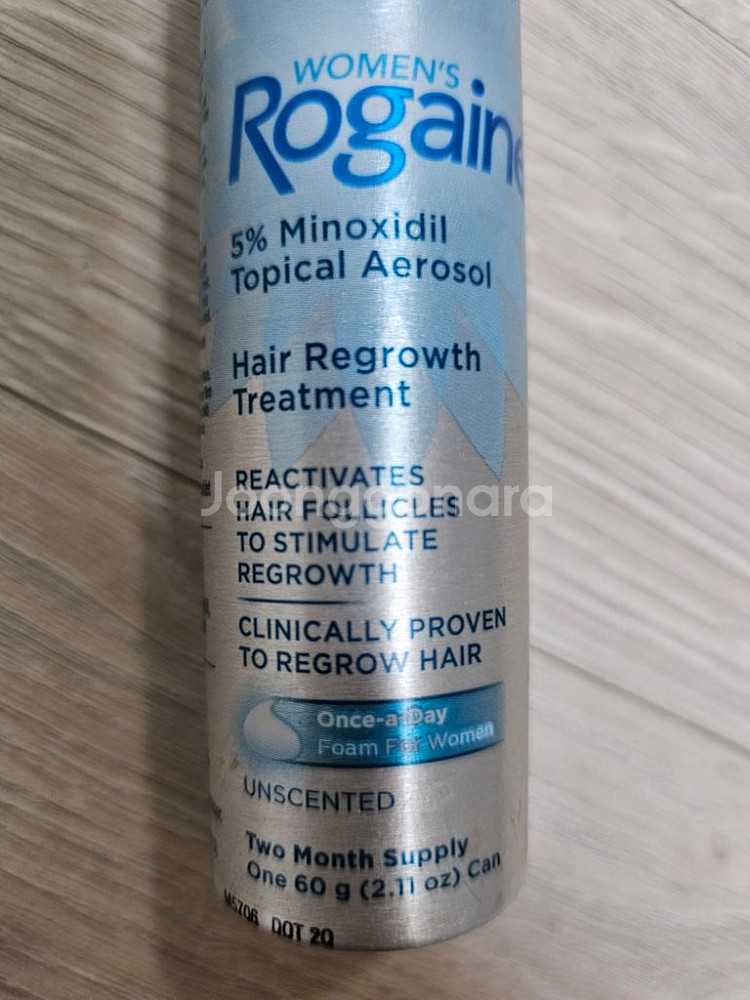 WOMEN'S
Rogaine
5% Minoxidil
Topical Aerosol
Hair Regrowth
Treatment
REACTIVATES
HAIR FOLLICLES
TO STIMULATE
REGROWTH
Joonggonara
CLINICALLY PROVEN
TO REGROW HAIR
Once-a-Day
Foam For Women
UNSCENTED
Two Month Supply
One 60 g (2.11 oz) Can
DOT 2Q